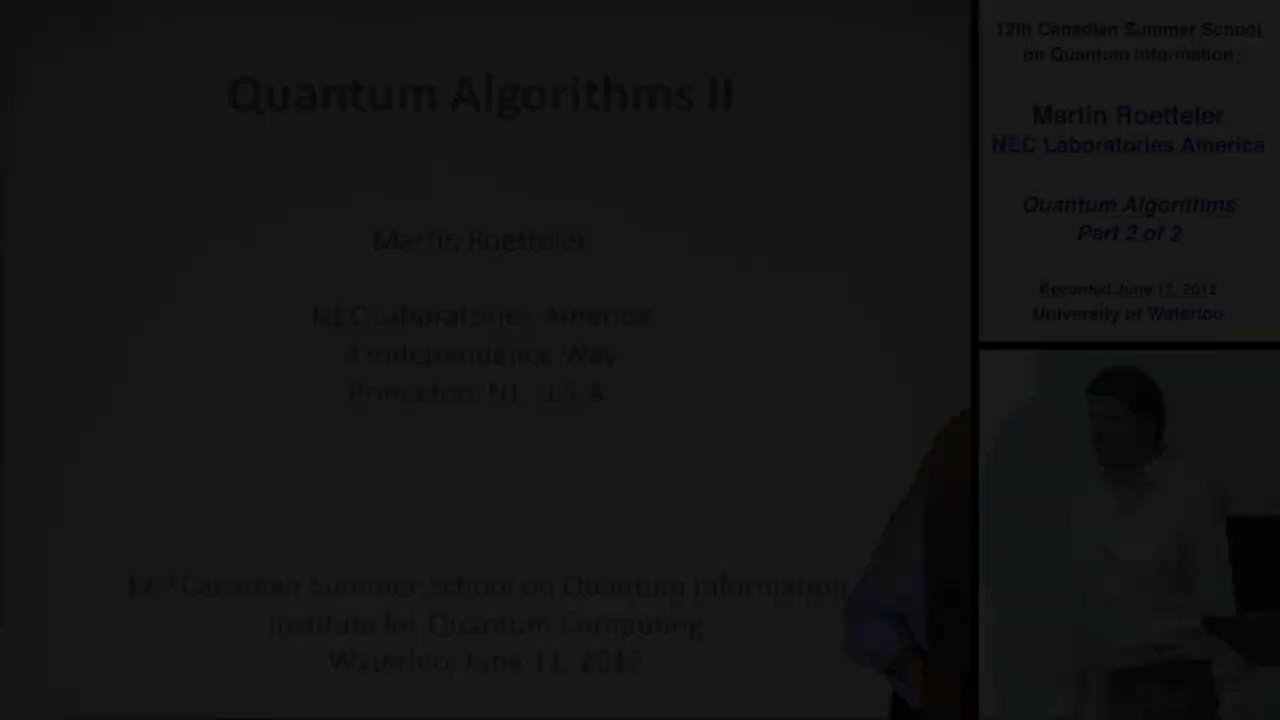 Quantum Algorithms II
Martin Roetteler
NEC Laboratories America
4 Independence Way
Princeton, NJ, U.S.A.
12th Canadian Summer School on Quantum Information
Institute for Quantum Computing
Waterloo, June 11, 2012
12th Canadian Summer School
on Quantum Information
Martin Roetteler
NEC Laboratories America
Quantum Algorithms
Part 2 of 2
Recorded June 12, 2012
University of Waterloo